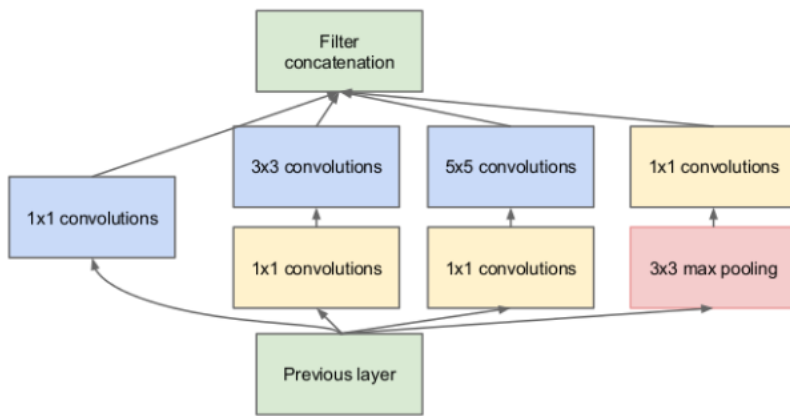 Filter
concatenation
3x3 convolutions
5x5 convolutions
1x1 convolutions
1x1 convolutions
1x1 convolutions
1x1 convolutions
3x3 max pooling
Previous layer